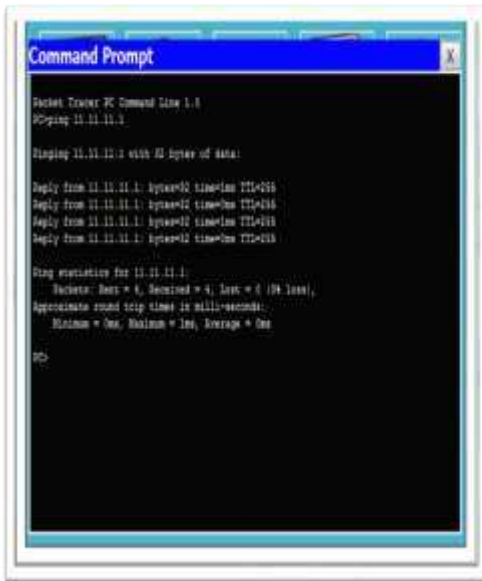 Command Prompt
X
Packet Tracer PC Command Line 1.0
PC>ping 11.11.11.1
Pinging 11.11.11.1 with 32 bytes of data:
Reply from 11.11.11.1: bytes=32 time=1ms TTL=255
Reply from 11.11.11.1: bytes=32 time=0ms TTL=255
Reply from 11.11.11.1: bytes=32 time=0ms TTL=255
Reply from 11.11.11.1: bytes=32 time=0ms TTL=255
Ping statistics for 11.11.11.1:
Packets: Sent = 4, Received = 4, Lost = 0 (0% loss),
Approximate round trip times in milli-seconds:
Minimum = 0ms, Maximum = 1ms, Average = 0ms
PC>